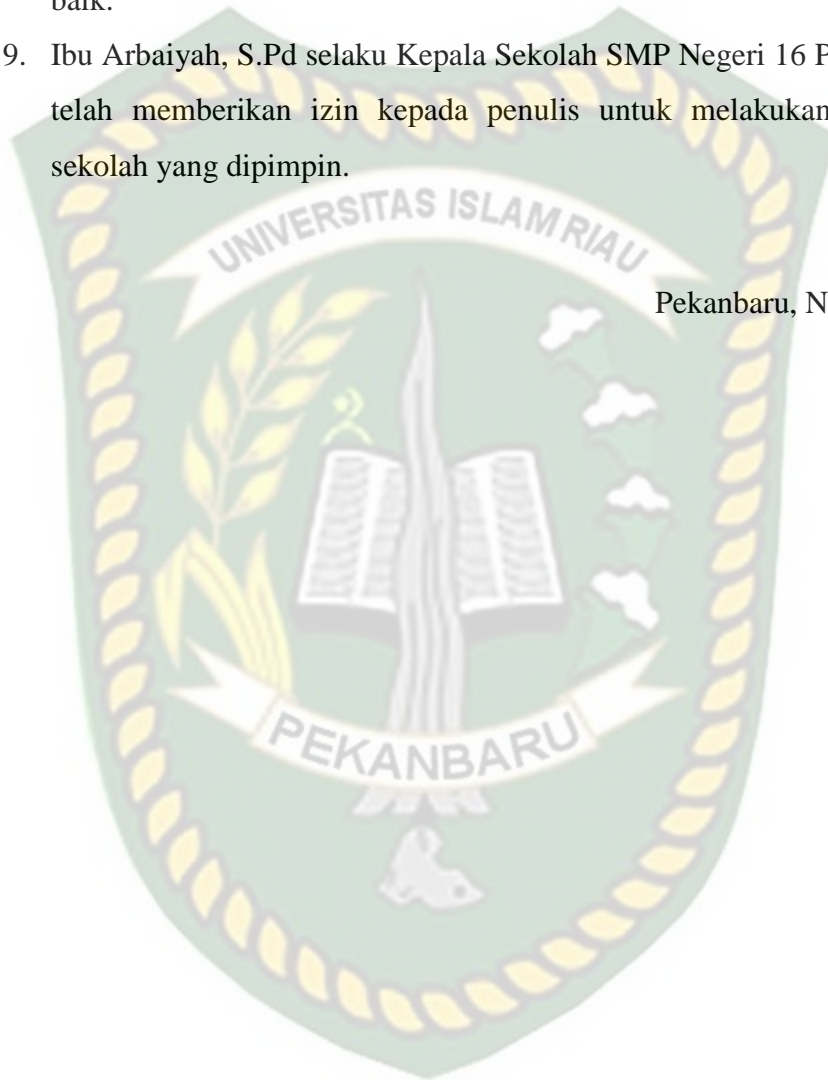 baik.
9. Ibu Arbaiyah, S.Pd selaku Kepala Sekolah SMP Negeri 16 P
telah memberikan izin kepada penulis untuk melakukan
sekolah yang dipimpin.
UNIVERSITAS ISLAM RIAU
Pekanbaru, N
PEKANBARU